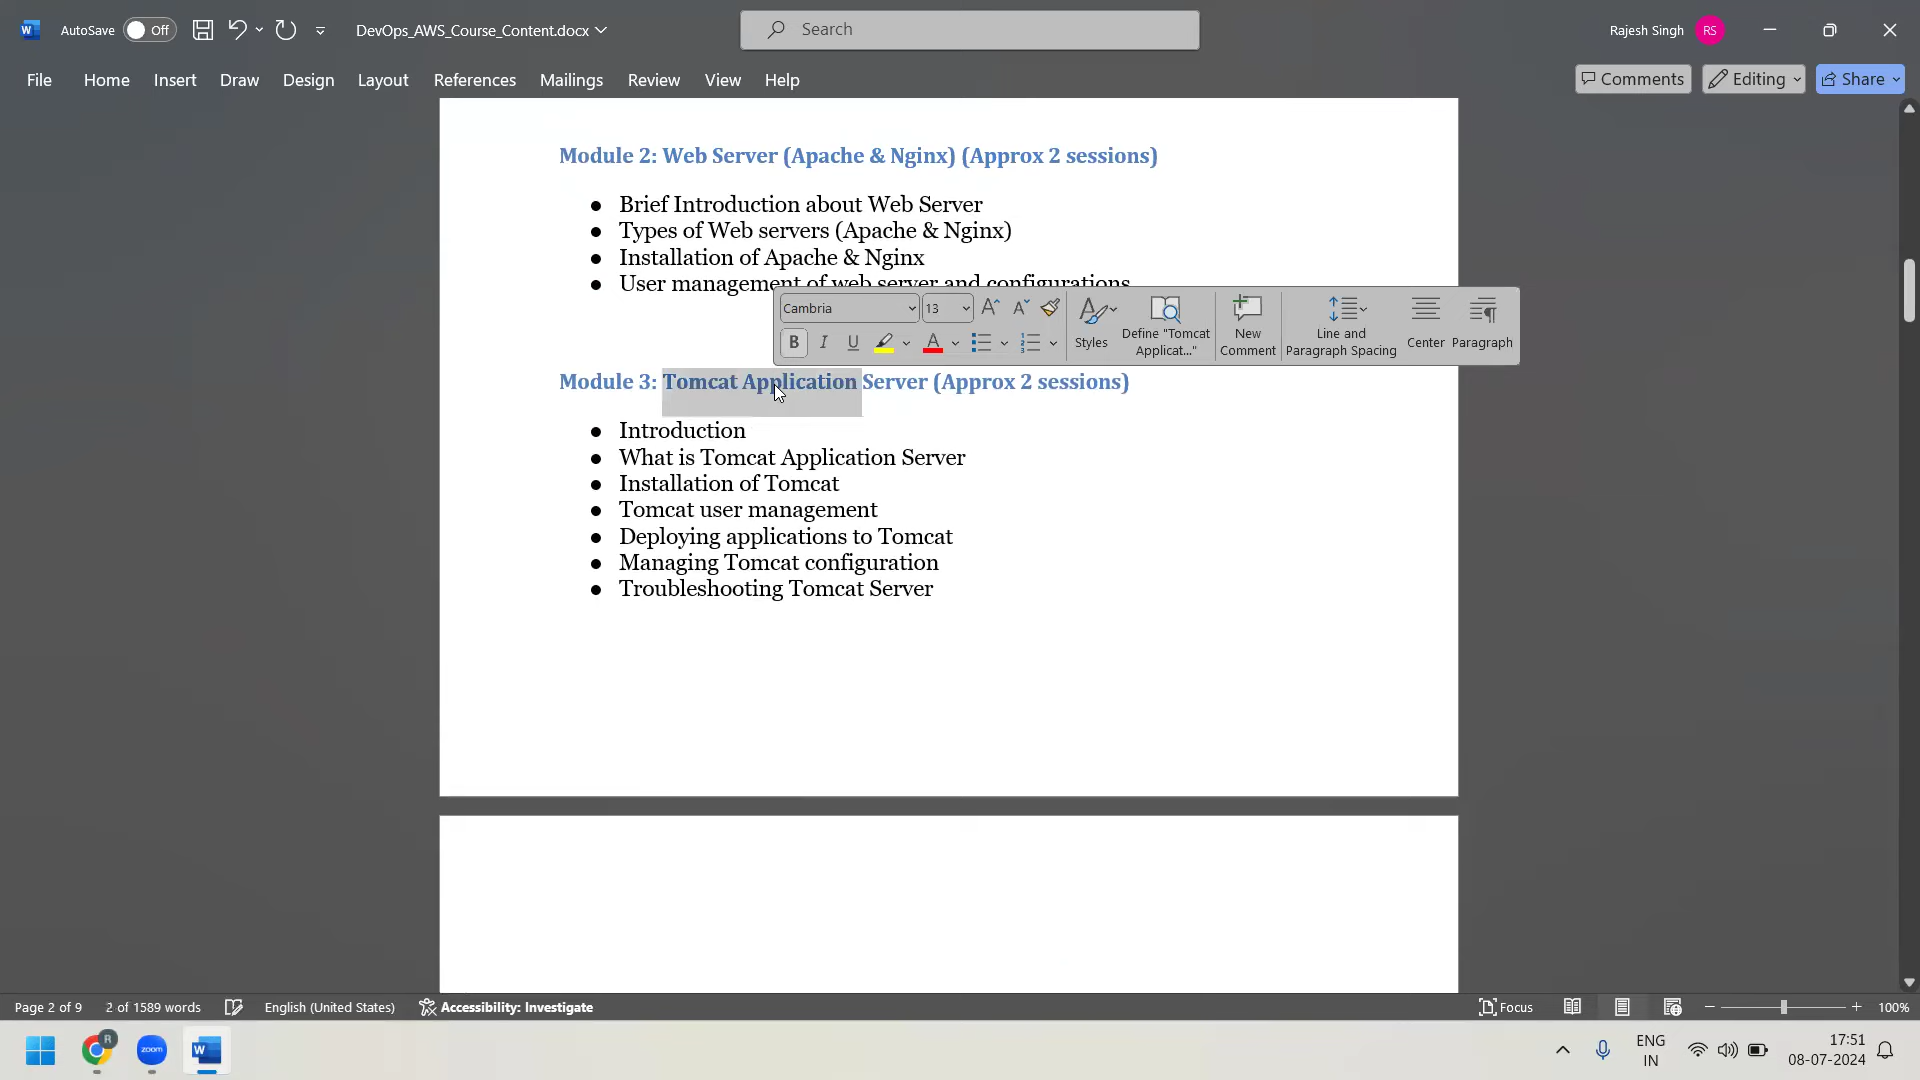 AutoSave Off DevOps_AWS_Course_Content.docx Search Rajesh Singh RS
File Home Insert Draw Design Layout References Mailings Review View Help Comments Editing Share
Module 2: Web Server (Apache & Nginx) (Approx 2 sessions)
● Brief Introduction about Web Server
● Types of Web servers (Apache & Nginx)
● Installation of Apache & Nginx
● User management of web server and configurations
Cambria 13
B I U A
Styles
Define "Tomcat
Applicat..."
New
Comment
Line and
Paragraph Spacing
Center
Paragraph
Module 3: Tomcat Application Server (Approx 2 sessions)
● Introduction
● What is Tomcat Application Server
● Installation of Tomcat
● Tomcat user management
● Deploying applications to Tomcat
● Managing Tomcat configuration
● Troubleshooting Tomcat Server
Page 2 of 9 2 of 1589 words English (United States) Accessibility: Investigate Focus 100%
R zoom W
ENG
IN
17:51
08-07-2024